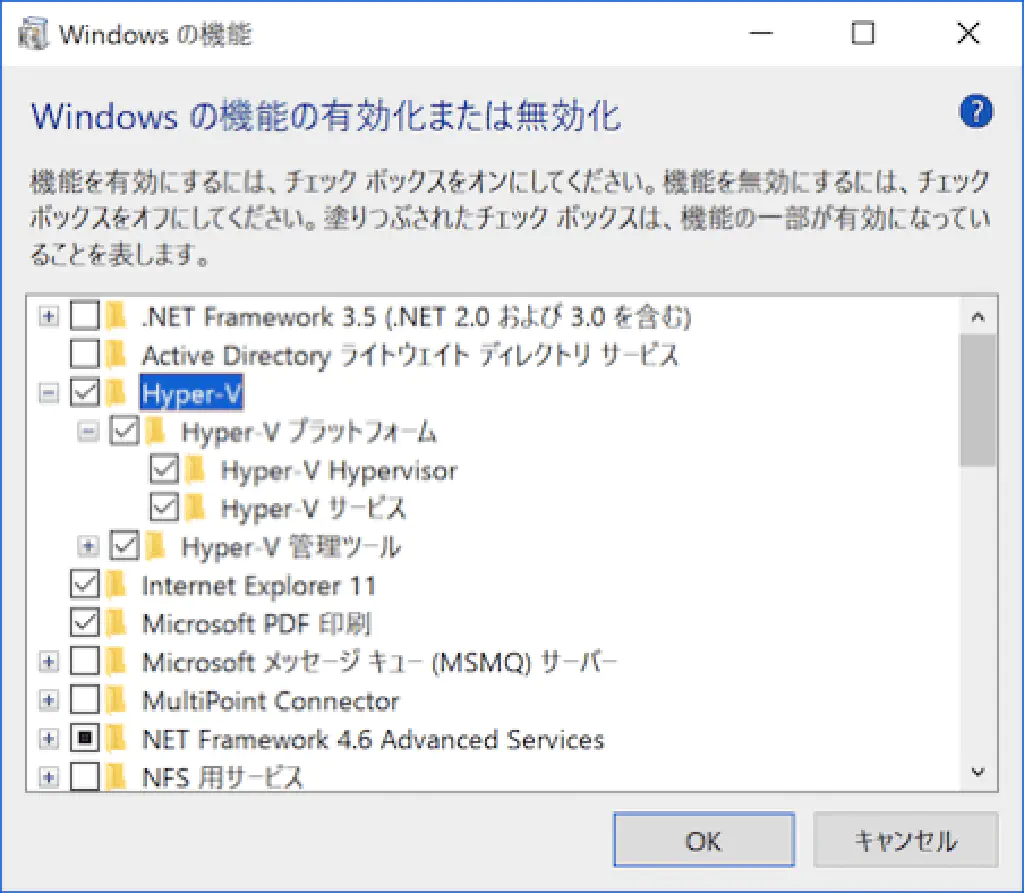 Windows の機能
Windows の機能の有効化または無効化
?
機能を有効にするには、チェック ボックスをオンにしてください。機能を無効にするには、チェック
ボックスをオフにしてください。塗りつぶされたチェック ボックスは、機能の一部が有効になってい
ることを表します。
.NET Framework 3.5 (.NET 2.0 および 3.0 を含む)
Active Directory ライトウェイト ディレクトリ サービス
Hyper-V
Hyper-V プラットフォーム
Hyper-V Hypervisor
Hyper-V サービス
Hyper-V 管理ツール
Internet Explorer 11
Microsoft PDF 印刷
Microsoft メッセージ キュー (MSMQ) サーバー
MultiPoint Connector
NET Framework 4.6 Advanced Services
NFS 用サービス
OK
キャンセル